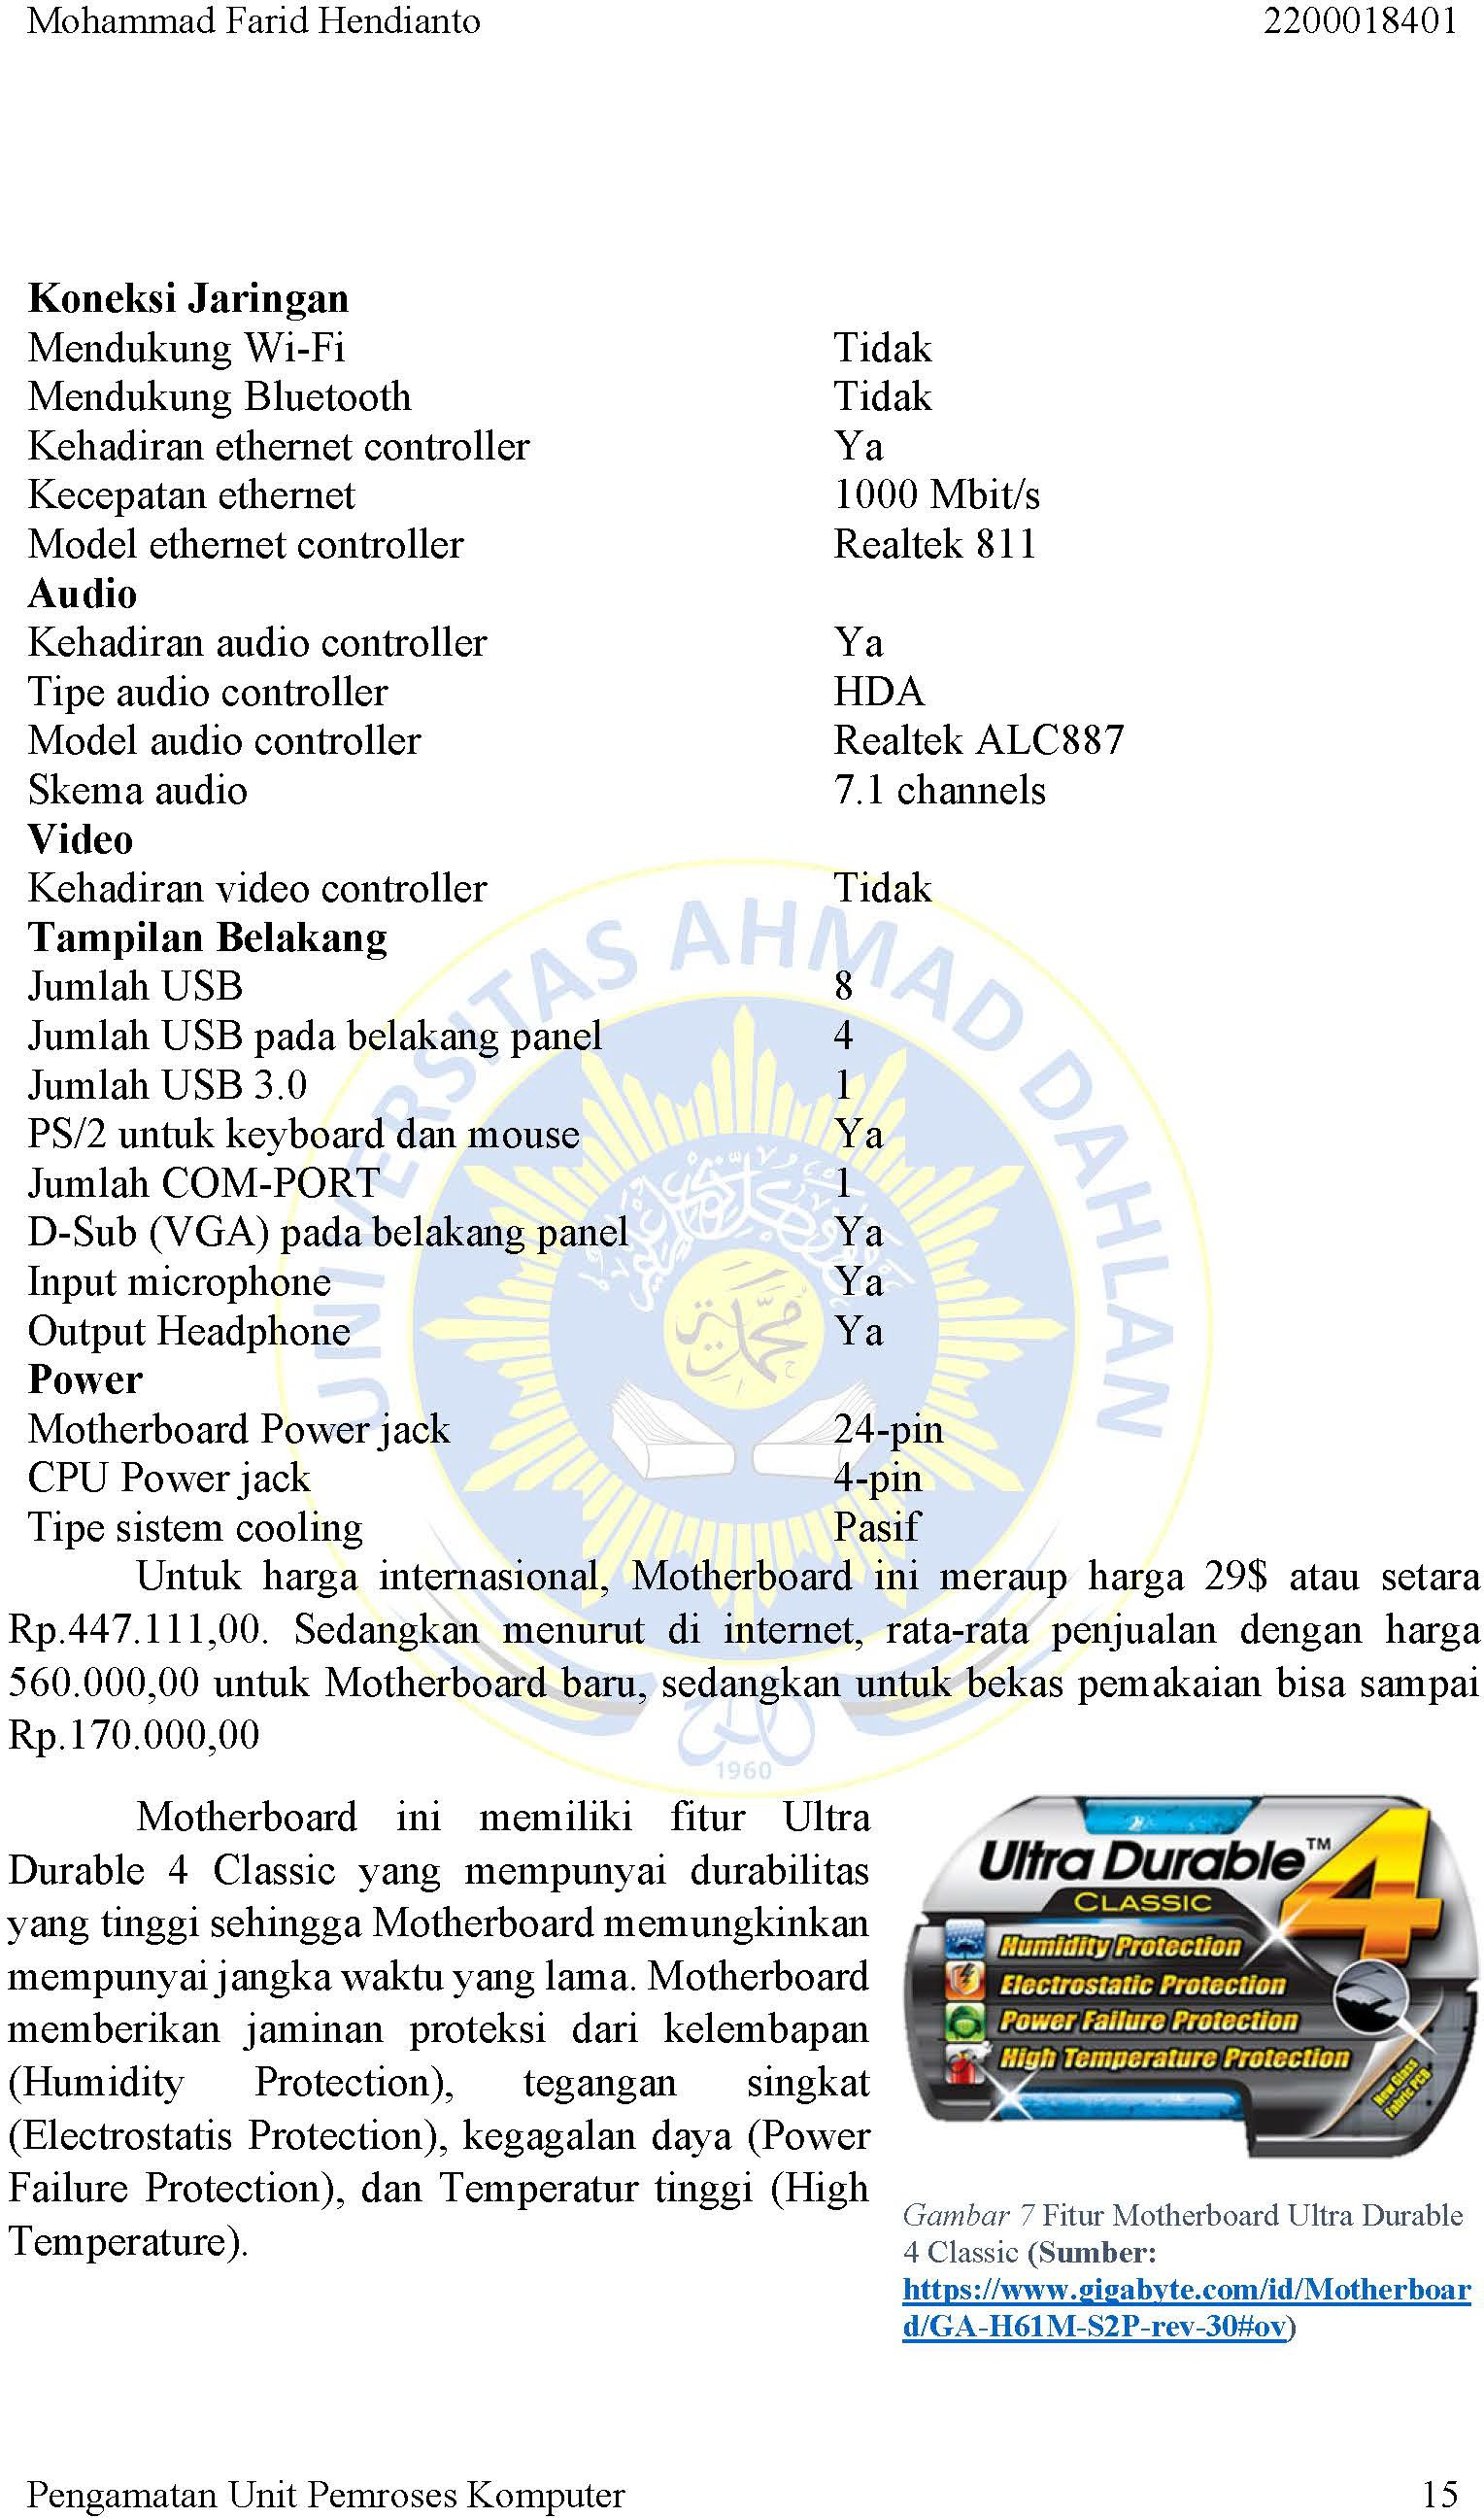 Mohammad Farid Hendianto 2200018401
Koneksi Jaringan
Mendukung Wi-Fi Tidak
Mendukung Bluetooth Tidak
Kehadiran ethernet controller Ya
Kecepatan ethernet 1000 Mbit/s
Model ethernet controller Realtek 811
Audio
Kehadiran audio controller Ya
Tipe audio controller HDA
Model audio controller Realtek ALC887
Skema audio 7.1 channels
Video
Kehadiran video controller Tidak
Tampilan Belakang
Jumlah USB 8
Jumlah USB pada belakang panel 4
Jumlah USB 3.0 1
PS/2 untuk keyboard dan mouse Ya
Jumlah COM-PORT 1
D-Sub (VGA) pada belakang panel Ya
Input microphone Ya
Output Headphone Ya
Power
Motherboard Power jack 24-pin
CPU Power jack 4-pin
Tipe sistem cooling Pasif
UNIVERSITAS AHMAD DAHLAN
محمدية
1960
Untuk harga internasional, Motherboard ini meraup harga 29$ atau setara
Rp.447.111,00. Sedangkan menurut di internet, rata-rata penjualan dengan harga
560.000,00 untuk Motherboard baru, sedangkan untuk bekas pemakaian bisa sampai
Rp.170.000,00
Motherboard ini memiliki fitur Ultra
Durable 4 Classic yang mempunyai durabilitas
yang tinggi sehingga Motherboard memungkinkan
mempunyai jangka waktu yang lama. Motherboard
memberikan jaminan proteksi dari kelembapan
(Humidity Protection), tegangan singkat
(Electrostatis Protection), kegagalan daya (Power
Failure Protection), dan Temperatur tinggi (High
Temperature).
Ultra Durable™ 4
CLASSIC
Humidity Protection
Electrostatic Protection
Power Failure Protection
High Temperature Protection
New Glass
Fabric PCB
Gambar 7 Fitur Motherboard Ultra Durable
4 Classic (Sumber:
https://www.gigabyte.com/id/Motherboar
d/GA-H61M-S2P-rev-30#ov)
Pengamatan Unit Pemroses Komputer 15